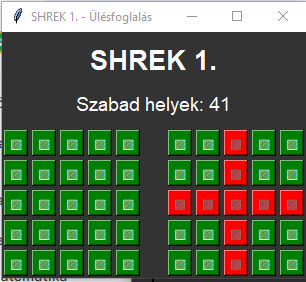 SHREK 1. - Ülésfoglalás
SHREK 1.
Szabad helyek: 41